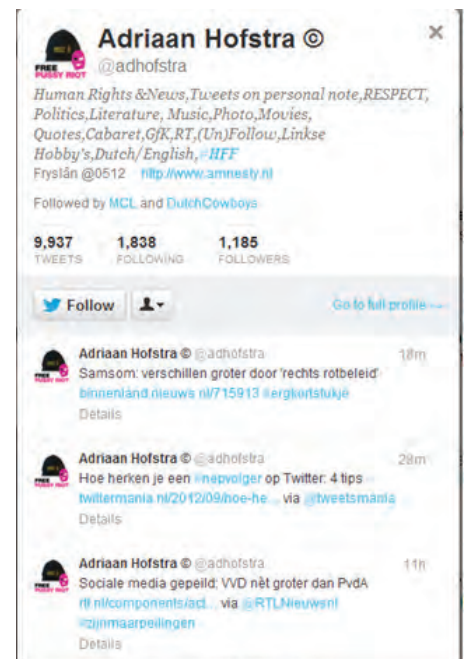 Adriaan Hofstra ©
@adhofstra
FREE
PUSSY RIOT
Human Rights &News,Tweets on personal note,RESPECT,
Politics,Literature, Music,Photo,Movies,
Quotes,Cabaret,GfK,RT,(Un)Follow,Linkse
Hobby's,Dutch/English,#HFF
Fryslân @0512 http://www.amnesty.nl
Followed by MCL and DutchCowboys
9,937 1,838 1,185
TWEETS FOLLOWING FOLLOWERS
Follow
Go to full profile
Adriaan Hofstra © @adhofstra 18m
Samsom: verschillen groter door 'rechts rotbeleid'
binnenland.nieuws.nl/715913 #ergkortstukje
Details
Adriaan Hofstra © @adhofstra 28m
Hoe herken je een #nepvolger op Twitter: 4 tips
twittermania.nl/2012/09/hoe-he... via @tweetsmania
Details
Adriaan Hofstra © @adhofstra 11h
Sociale media gepeild: VVD nèt groter dan PvdA
rtl.nl/components/act... via @RTLNieuwsnl
#zijnmaarpeilingen
Details